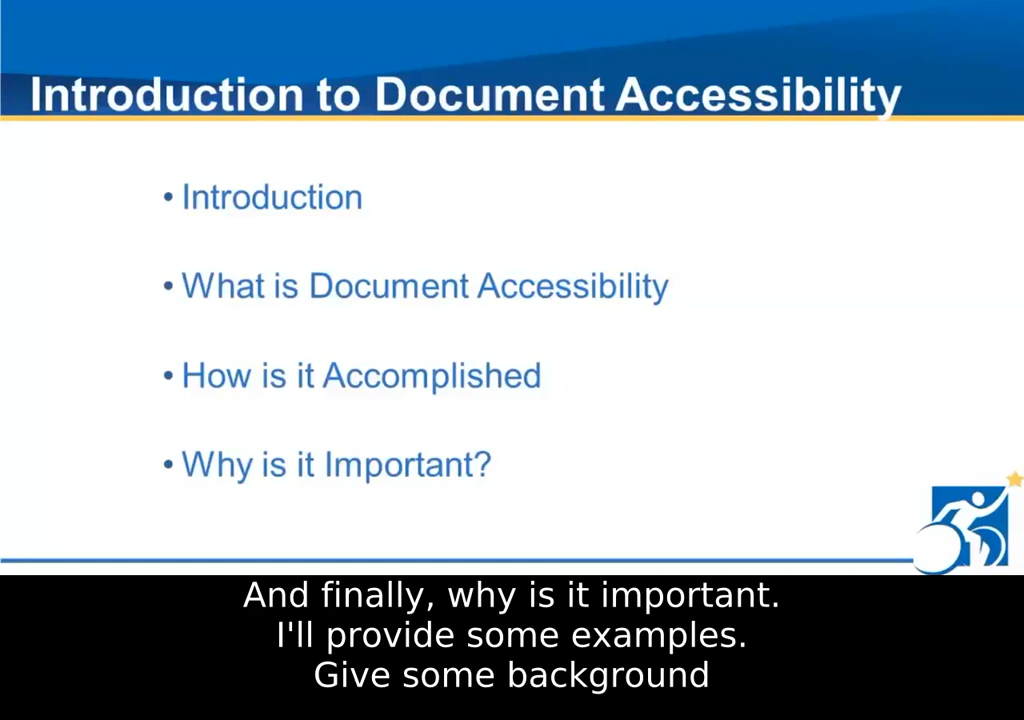 Introduction to Document Accessibility
• Introduction
• What is Document Accessibility
• How is it Accomplished
• Why is it Important?
And finally, why is it important.
I'll provide some examples.
Give some background